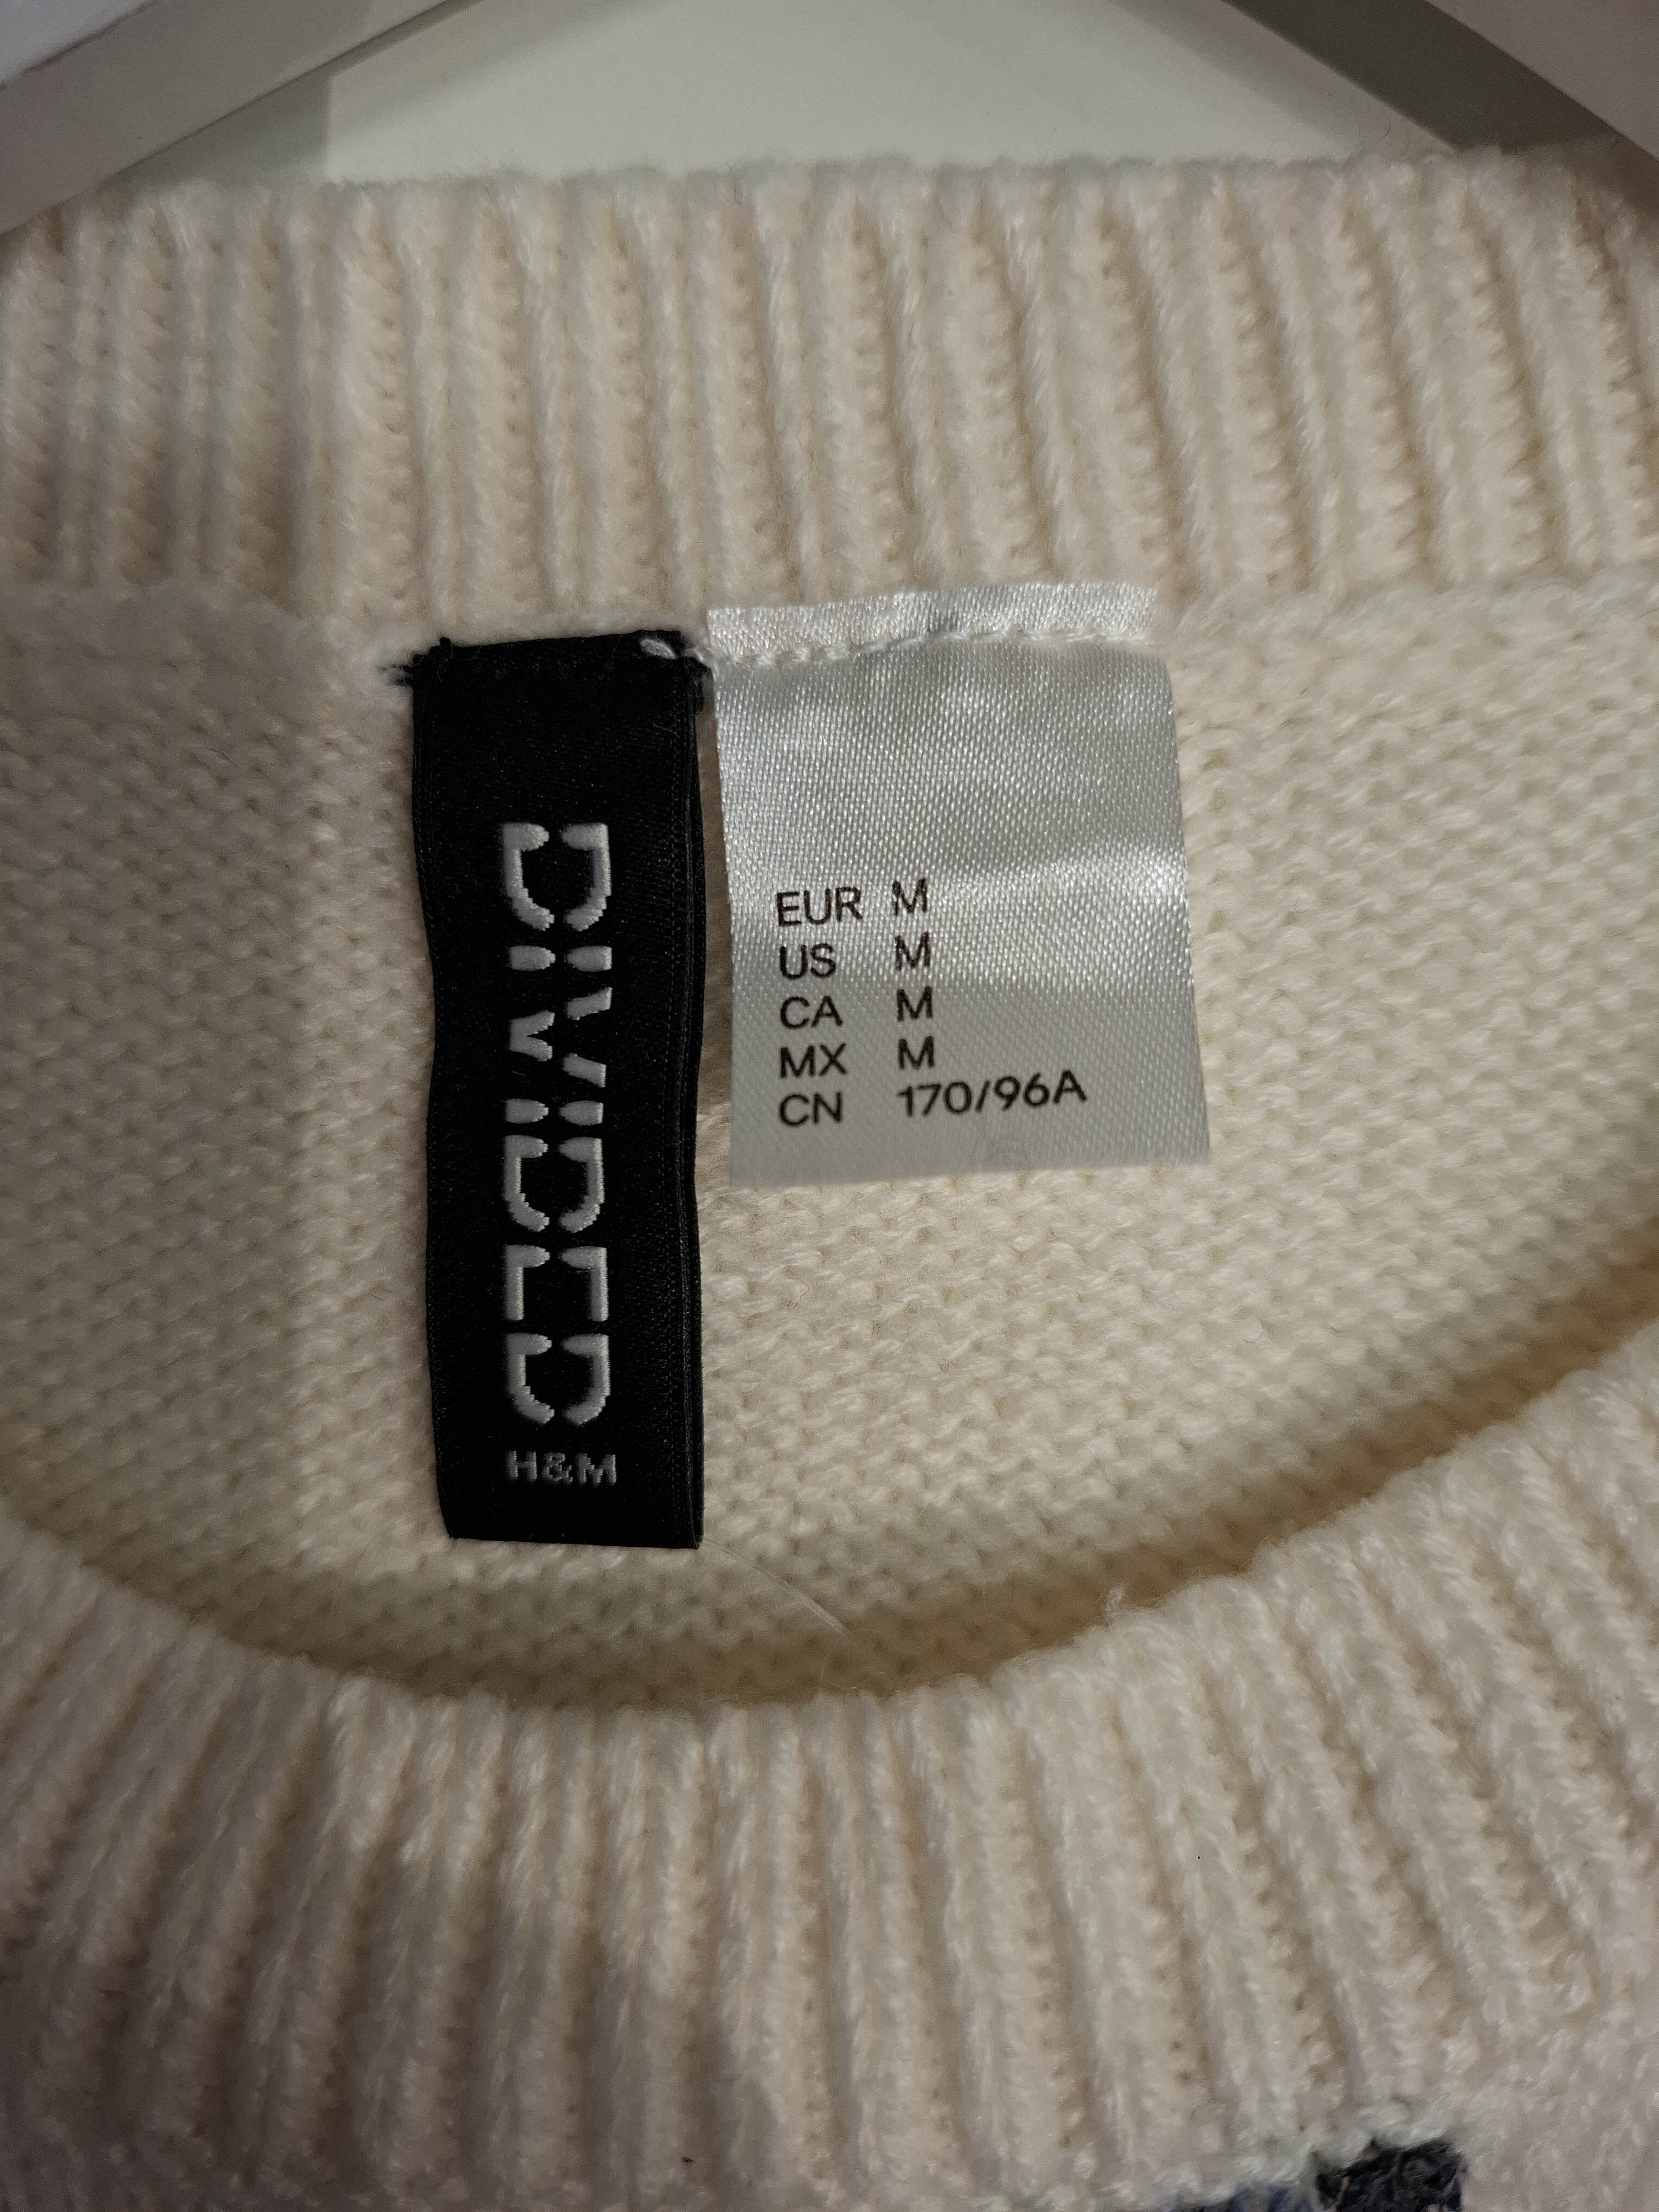 DIVIDED
H&M
EUR M
US M
CA M
MX M
CN 170/96A